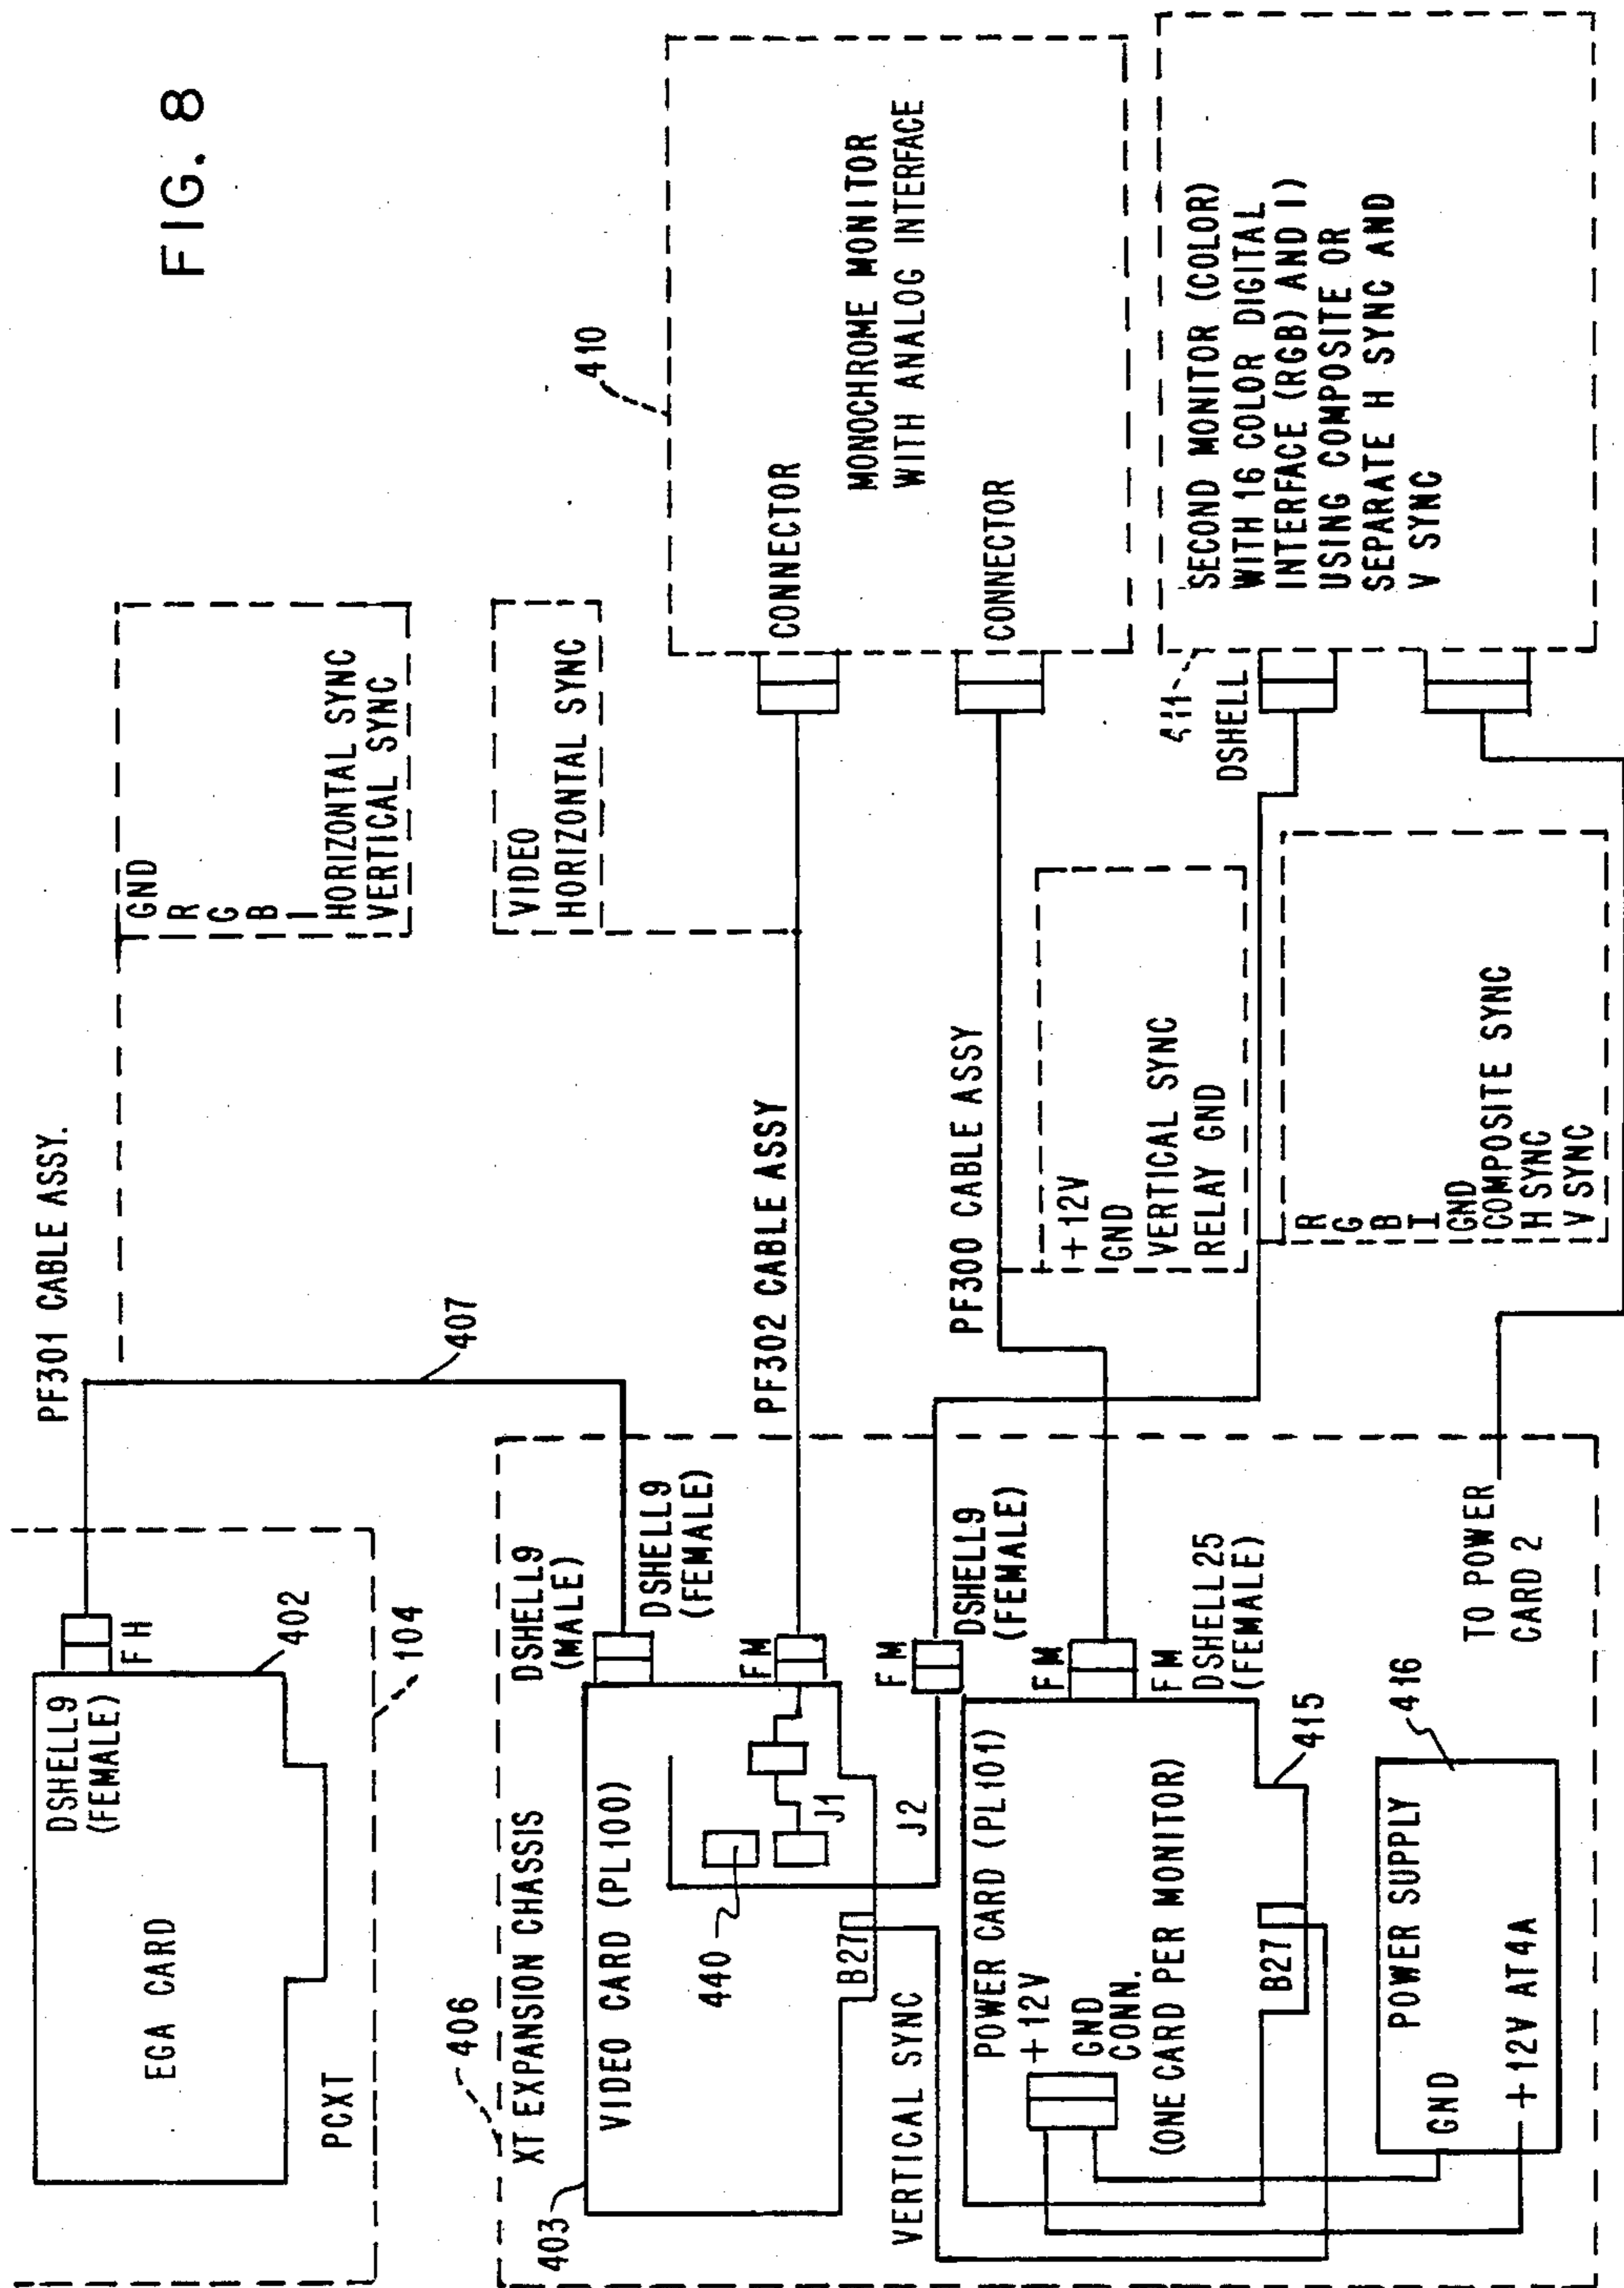 FIG. 8
PF301 CABLE ASSY.
GND
R
G
B
I
HORIZONTAL SYNC
VERTICAL SYNC
DSHELL9
(FEMALE)
F H
EGA CARD
402
PCXT
104
407
406
XT EXPANSION CHASSIS
DSHELL9
(MALE)
403
VIDEO CARD (PL100)
DSHELL9
(FEMALE)
F M
440
J1
B27
J2
PF302 CABLE ASSY
VIDEO
HORIZONTAL SYNC
410
CONNECTOR
MONOCHROME MONITOR
WITH ANALOG INTERFACE
CONNECTOR
VERTICAL SYNC
F M
DSHELL9
(FEMALE)
PF300 CABLE ASSY
+12V
GND
VERTICAL SYNC
RELAY GND
POWER CARD (PL101)
+12V
GND
CONN.
(ONE CARD PER MONITOR)
F M
F M
DSHELL25
(FEMALE)
B27
415
411
DSHELL
SECOND MONITOR (COLOR)
WITH 16 COLOR DIGITAL
INTERFACE (RGB) AND I)
USING COMPOSITE OR
SEPARATE H SYNC AND
V SYNC
R
G
B
I
GND
COMPOSITE SYNC
H SYNC
V SYNC
416
POWER SUPPLY
GND
+12V AT4A
TO POWER
CARD 2